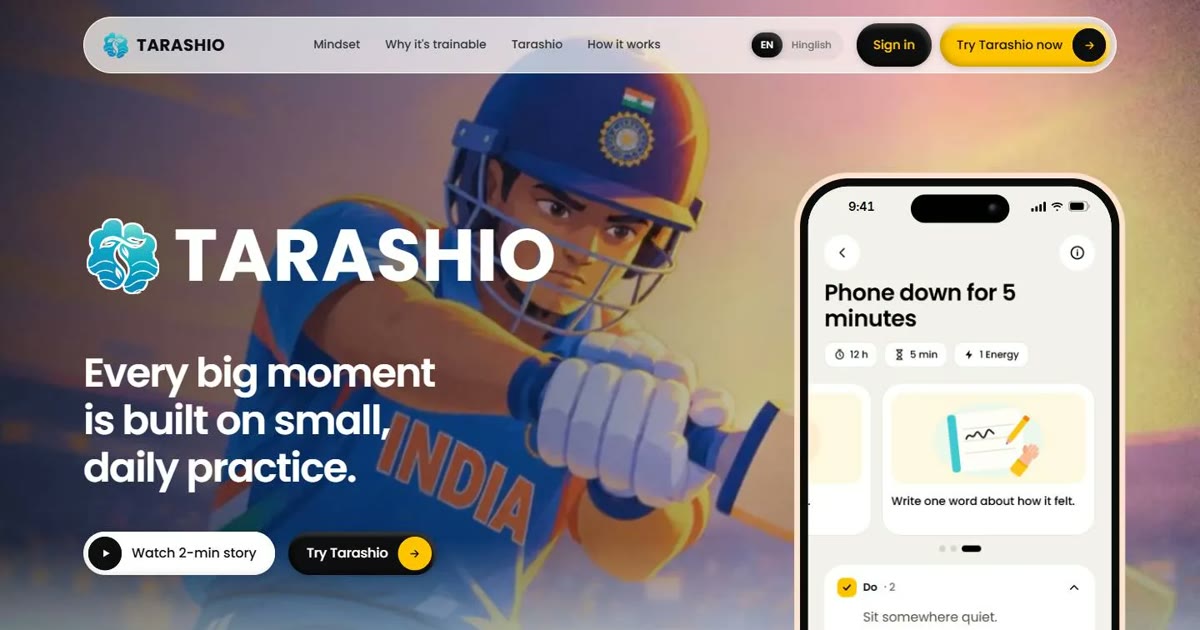 TARASHIO
Mindset
Why it's trainable
Tarashio
How it works
EN
Hinglish
Sign in
Try Tarashio now
TARASHIO
Every big moment
is built on small,
daily practice.
Watch 2-min story
Try Tarashio
INDIA
9:41
Phone down for 5
minutes
12 h
5 min
1 Energy
Write one word about how it felt.
Do · 2
Sit somewhere quiet.